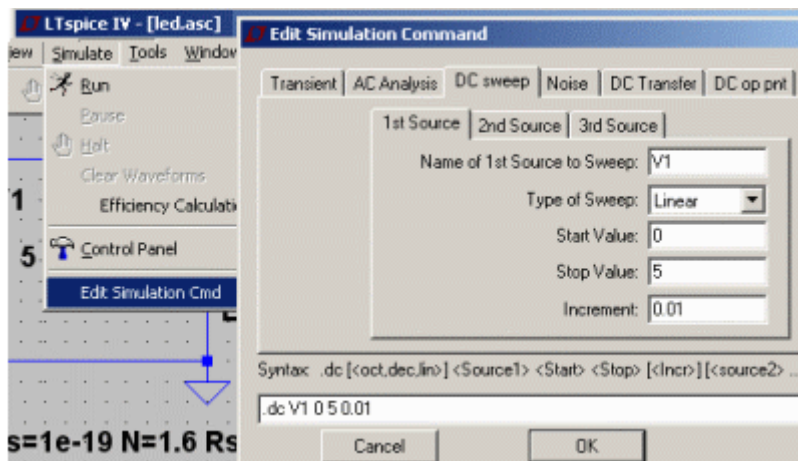 LTspice IV - [led.asc]
iew Simulate Tools Window
Run
Pause
Halt
Clear Waveforms
Efficiency Calculati
Control Panel
Edit Simulation Cmd
1
5
s=1e-19 N=1.6 Rs
Edit Simulation Command
Transient AC Analysis DC sweep Noise DC Transfer DC op pnt
1st Source 2nd Source 3rd Source
Name of 1st Source to Sweep: V1
Type of Sweep: Linear
Start Value: 0
Stop Value: 5
Increment: 0.01
Syntax: .dc [<oct,dec,lin>] <Source1> <Start> <Stop> [<Incr>] [<source2> ...
.dc V1 0 5 0.01
Cancel OK